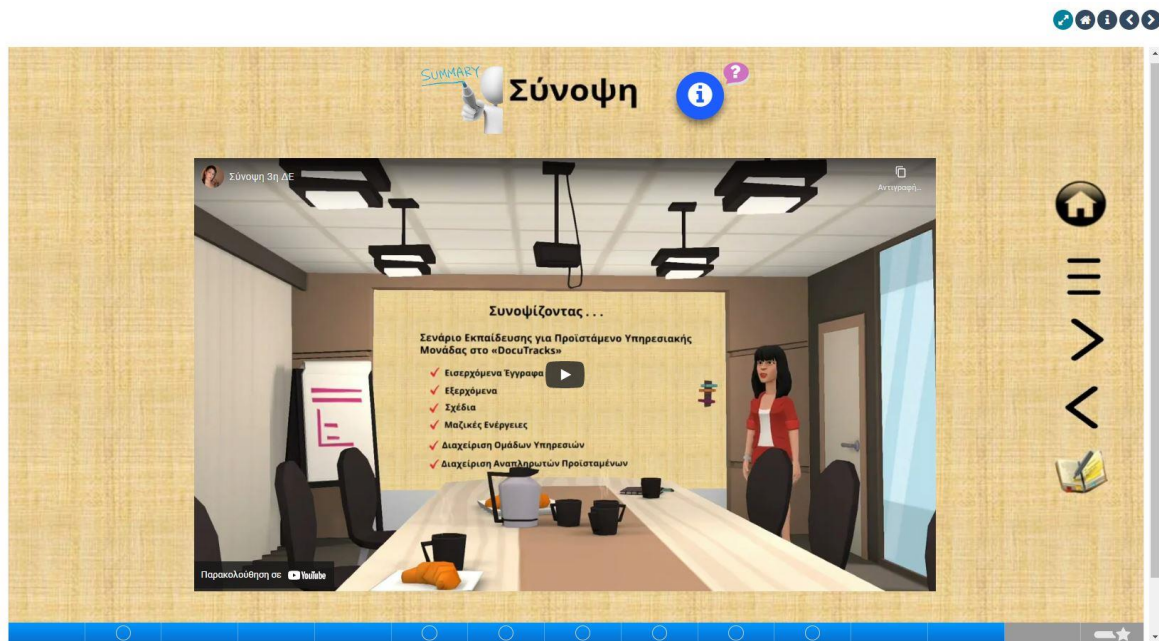 SUMMARY
Σύνοψη
Σύνοψη 3η ΔΕ
Αντιγραφή...
Συνοψίζοντας . . .
Σενάριο Εκπαίδευσης για Προϊστάμενο Υπηρεσιακής
Μονάδας στο «DocuTracks»
Εισερχόμενα Έγγραφα
Εξερχόμενα
Σχέδια
Μαζικές Ενέργειες
Διαχείριση Ομάδων Υπηρεσιών
Διαχείριση Αναπληρωτών Προϊσταμένων
Παρακολούθηση σε YouTube